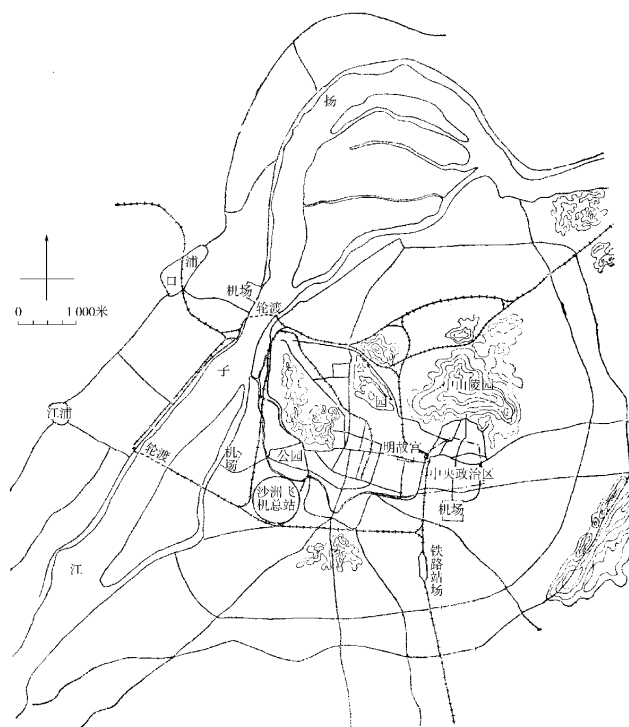 扬
浦
口
机场
轮渡
0 1 000米
子
公
园
中山陵园
江浦
轮渡
机场
公园
明故宫
中央政治区
沙洲飞
机总站
机场
江
铁路
站场